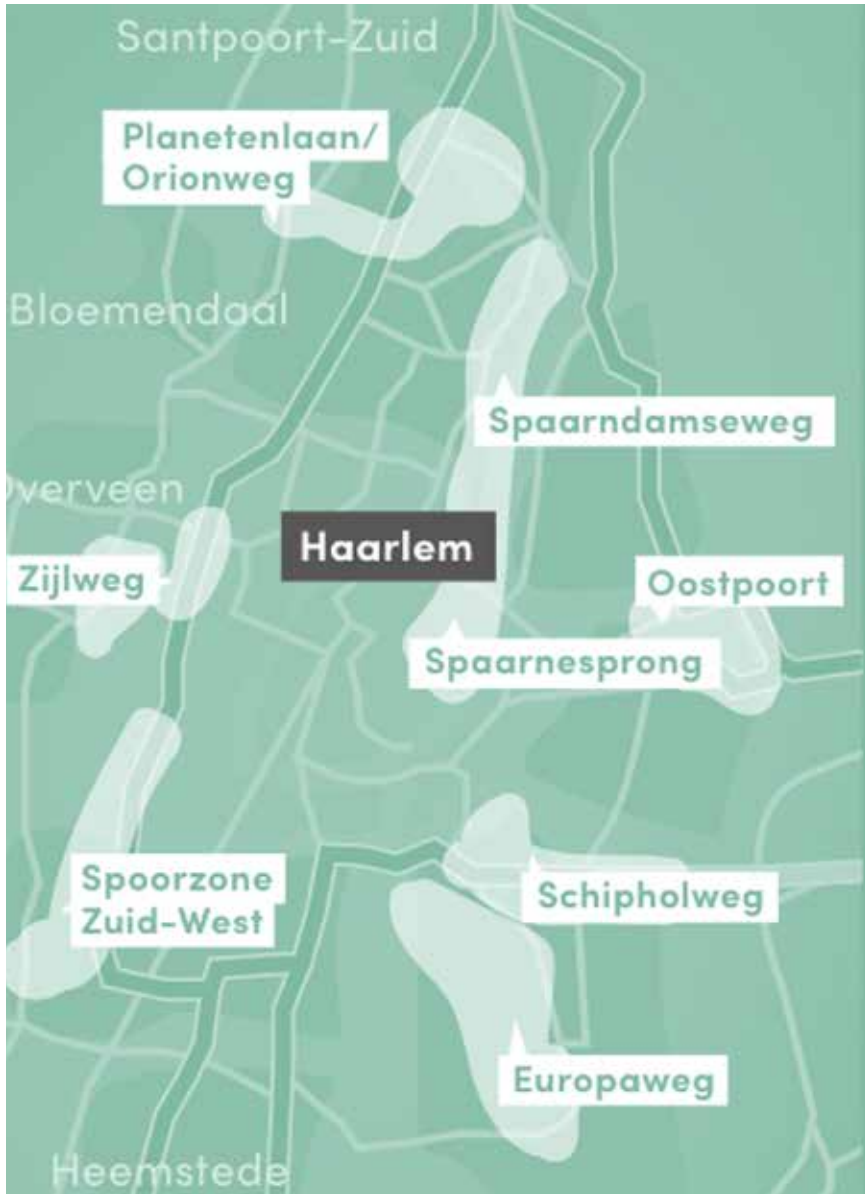 Santpoort-Zuid
Planetenlaan/
Orionweg
Bloemendaal
Spaarndamseweg
Overveen
Haarlem
Zijlweg
Oostpoort
Spaarnesprong
Spoorzone
Zuid-West
Schipholweg
Europaweg
Heemstede